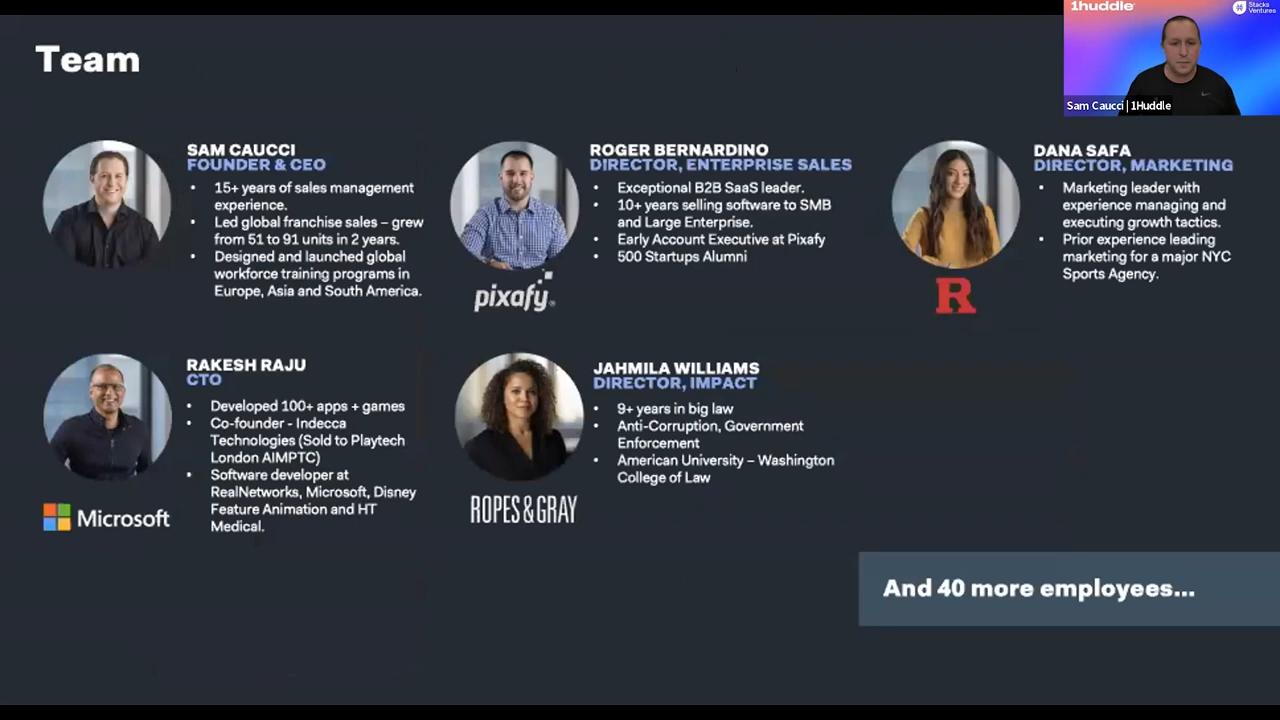 Team
1huddle
Stacks
Ventures
Sam Caucci | 1Huddle
SAM CAUCCI
FOUNDER & CEO
• 15+ years of sales management
experience.
• Led global franchise sales – grew
from 51 to 91 units in 2 years.
• Designed and launched global
workforce training programs in
Europe, Asia and South America.
ROGER BERNARDINO
DIRECTOR, ENTERPRISE SALES
• Exceptional B2B SaaS leader.
• 10+ years selling software to SMB
and Large Enterprise.
• Early Account Executive at Pixafy
• 500 Startups Alumni
pixafy
DANA SAFA
DIRECTOR, MARKETING
• Marketing leader with
experience managing and
executing growth tactics.
• Prior experience leading
marketing for a major NYC
Sports Agency.
R
RAKESH RAJU
CTO
• Developed 100+ apps + games
• Co-founder - Indecca
Technologies (Sold to Playtech
London AIMPTC)
• Software developer at
RealNetworks, Microsoft, Disney
Feature Animation and HT
Medical.
Microsoft
JAHMILA WILLIAMS
DIRECTOR, IMPACT
• 9+ years in big law
• Anti-Corruption, Government
Enforcement
• American University – Washington
College of Law
ROPES & GRAY
And 40 more employees...